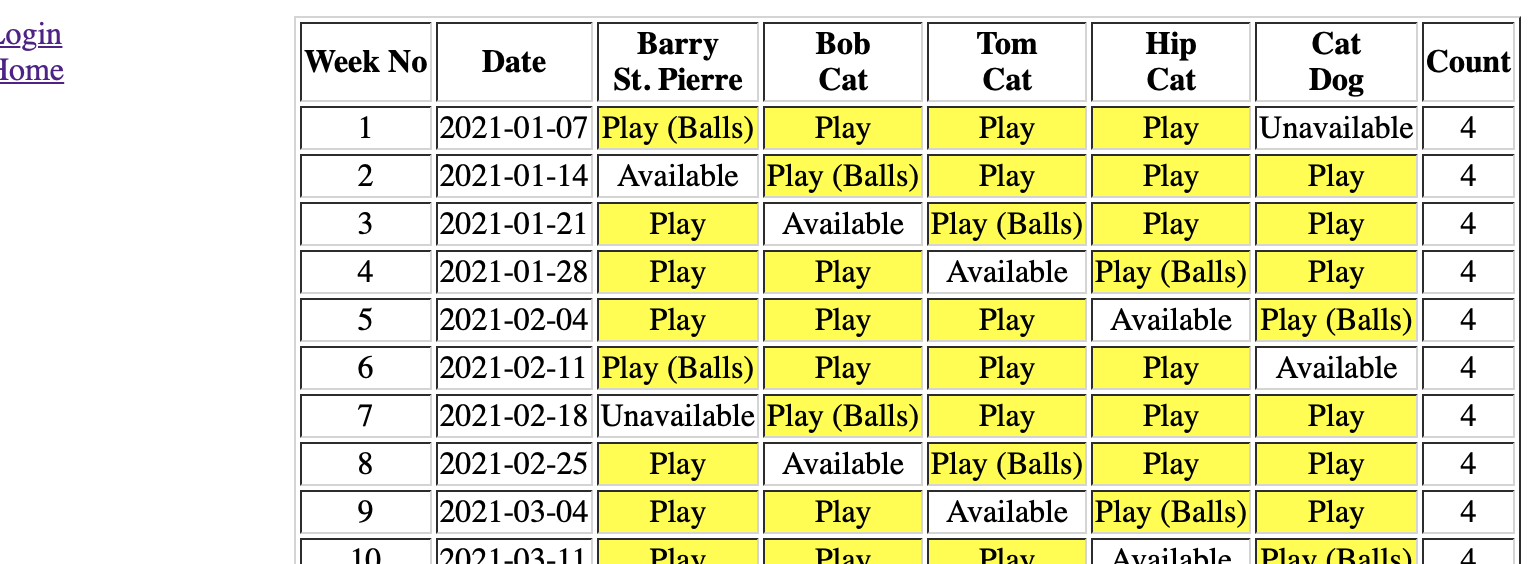 Login
Home
Week No Date Barry St. Pierre Bob Cat Tom Cat Hip Cat Cat Dog Count
1 2021-01-07 Play (Balls) Play Play Play Unavailable 4
2 2021-01-14 Available Play (Balls) Play Play Play 4
3 2021-01-21 Play Available Play (Balls) Play Play 4
4 2021-01-28 Play Play Available Play (Balls) Play 4
5 2021-02-04 Play Play Play Available Play (Balls) 4
6 2021-02-11 Play (Balls) Play Play Play Available 4
7 2021-02-18 Unavailable Play (Balls) Play Play Play 4
8 2021-02-25 Play Available Play (Balls) Play Play 4
9 2021-03-04 Play Play Available Play (Balls) Play 4
10 2021-03-11 Play Play Play Available Play (Balls) 4